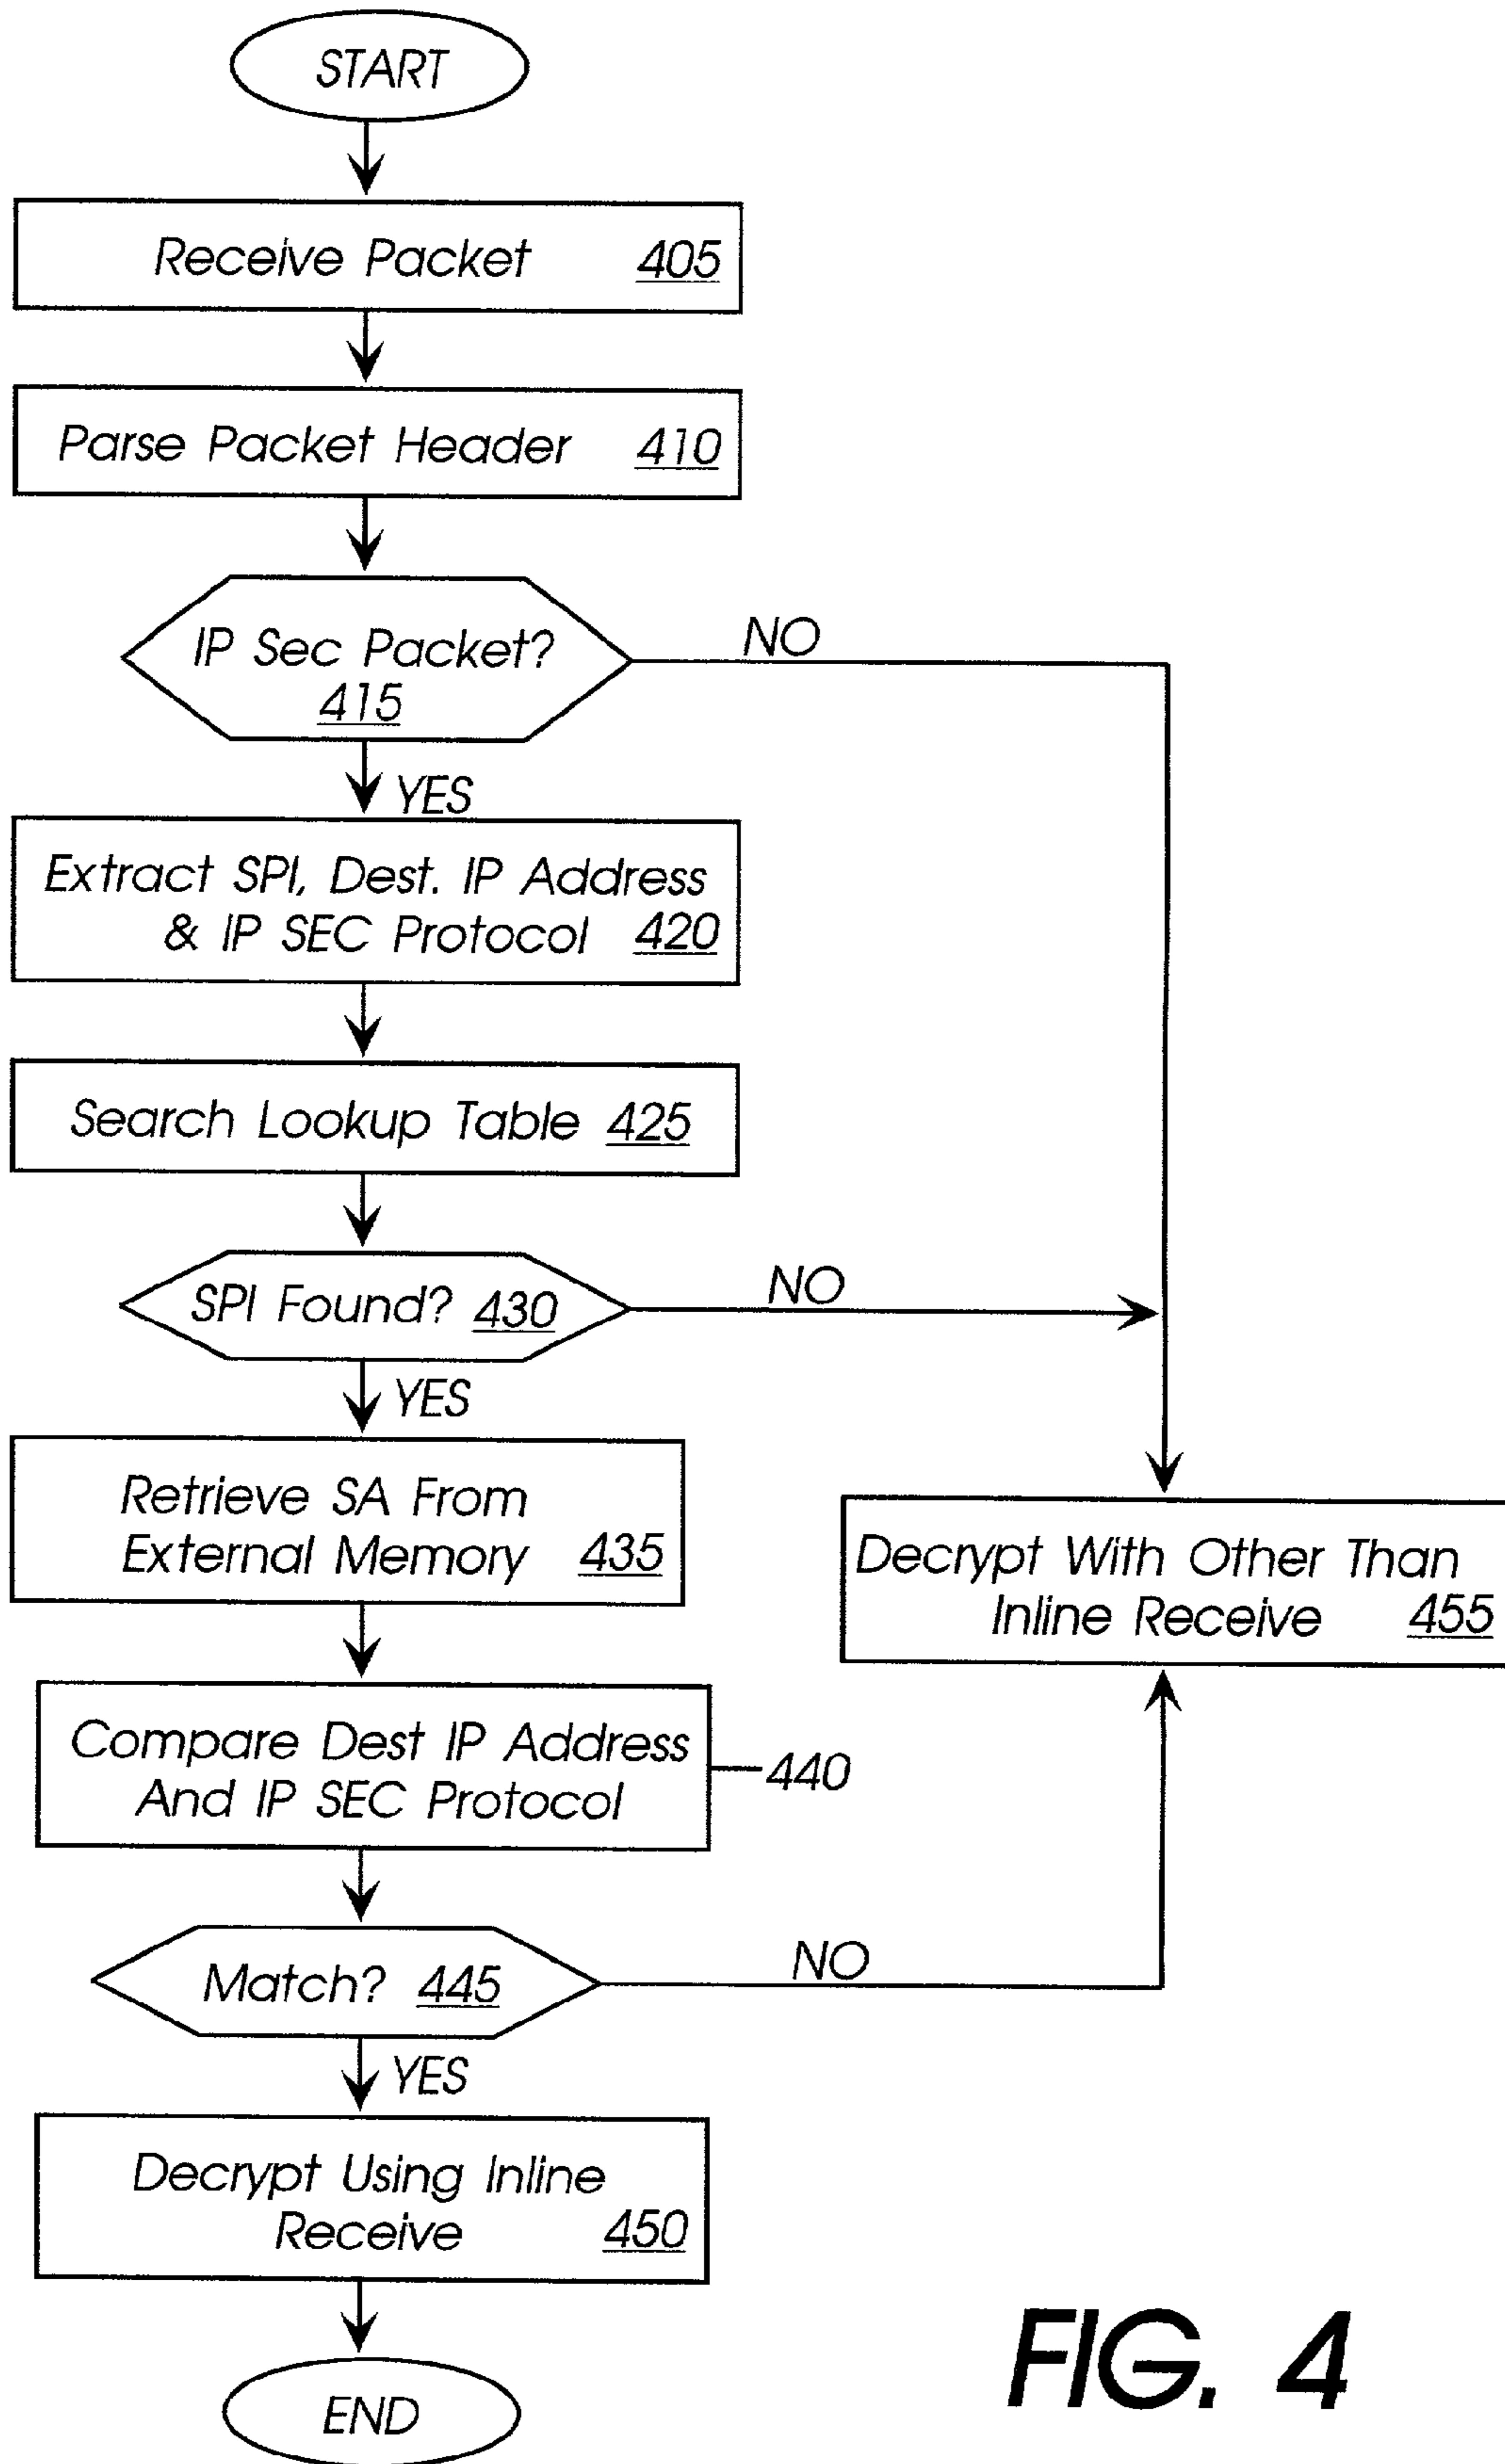 START
Receive Packet 405
Parse Packet Header 410
IP Sec Packet?
415
NO
YES
Extract SPI, Dest. IP Address
& IP SEC Protocol 420
Search Lookup Table 425
SPI Found? 430
NO
YES
Retrieve SA From
External Memory 435
Decrypt With Other Than
Inline Receive 455
Compare Dest IP Address
And IP SEC Protocol
440
Match? 445
NO
YES
Decrypt Using Inline
Receive 450
END
FIG. 4